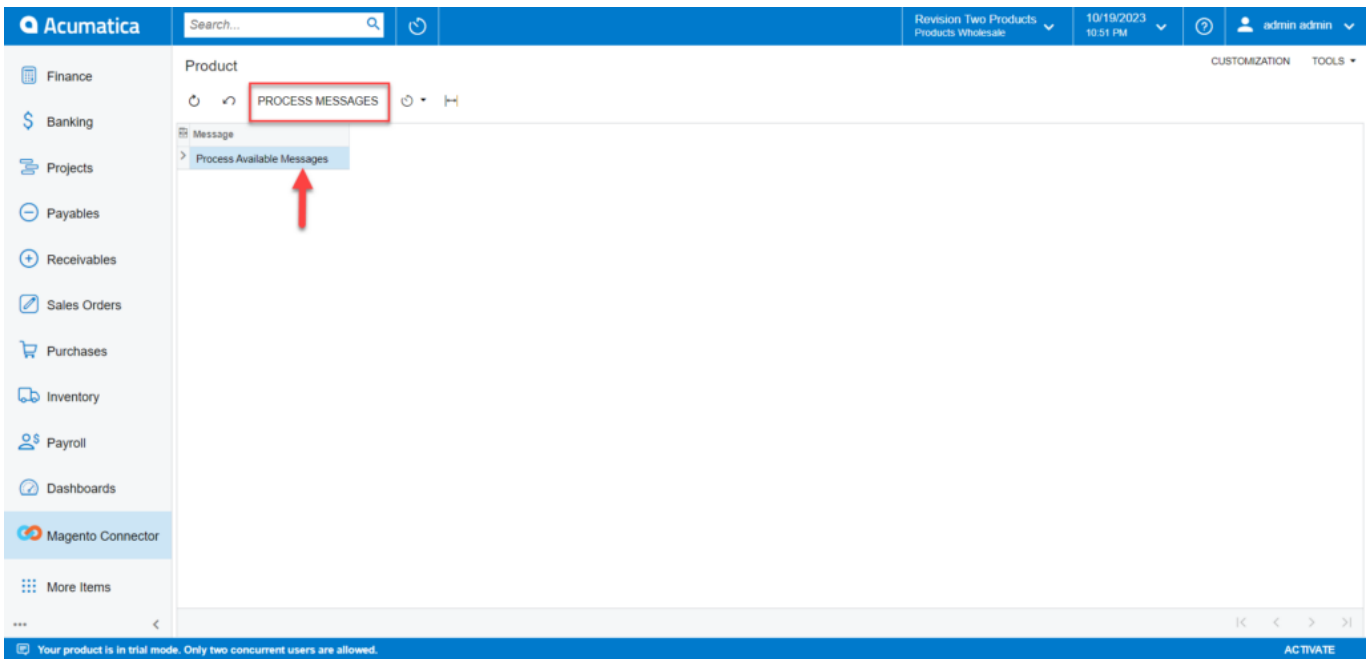 Acumatica
Search...
Revision Two Products
Products Wholesale
10/19/2023
10:51 PM
admin admin
Finance
Banking
Projects
Payables
Receivables
Sales Orders
Purchases
Inventory
Payroll
Dashboards
Magento Connector
More Items
Product
CUSTOMIZATION TOOLS
PROCESS MESSAGES
Message
Process Available Messages
Your product is in trial mode. Only two concurrent users are allowed.
ACTIVATE